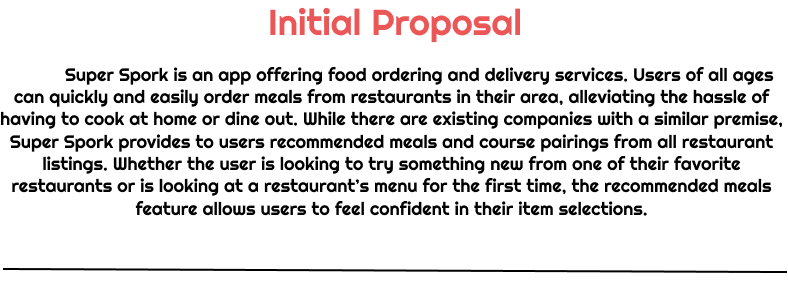 Initial Proposal
Super Spork is an app offering food ordering and delivery services. Users of all ages
can quickly and easily order meals from restaurants in their area, alleviating the hassle of
having to cook at home or dine out. While there are existing companies with a similar premise,
Super Spork provides to users recommended meals and course pairings from all restaurant
listings. Whether the user is looking to try something new from one of their favorite
restaurants or is looking at a restaurant's menu for the first time, the recommended meals
feature allows users to feel confident in their item selections.